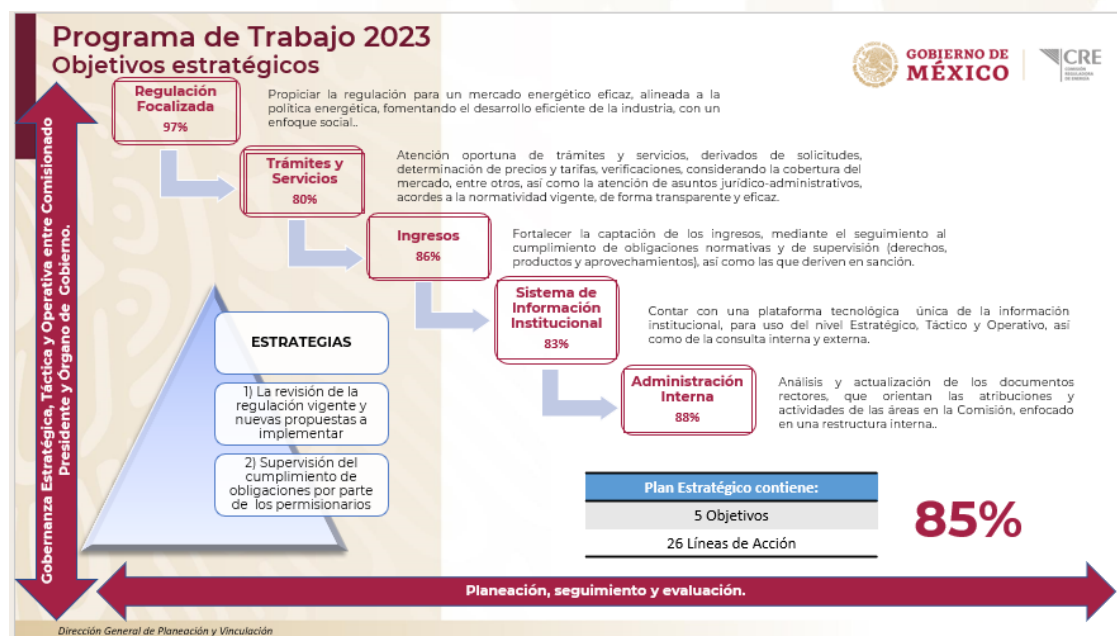 Programa de Trabajo 2023
Objetivos estratégicos
GOBIERNO DE
MÉXICO
CRE
COMISIÓN
REGULADORA
DE ENERGÍA
Gobernanza Estratégica, Táctica y Operativa entre Comisionado
Presidente y Órgano de Gobierno.
Regulación
Focalizada
97%
Propiciar la regulación para un mercado energético eficaz, alineada a la
política energética, fomentando el desarrollo eficiente de la industria, con un
enfoque social..
Trámites y
Servicios
80%
Atención oportuna de trámites y servicios, derivados de solicitudes,
determinación de precios y tarifas, verificaciones, considerando la cobertura del
mercado, entre otros, así como la atención de asuntos jurídico-administrativos,
acordes a la normatividad vigente, de forma transparente y eficaz.
Ingresos
86%
Fortalecer la captación de los ingresos, mediante el seguimiento al
cumplimiento de obligaciones normativas y de supervisión (derechos,
productos y aprovechamientos), así como las que deriven en sanción.
Sistema de
Información
Institucional
83%
Contar con una plataforma tecnológica única de la información
institucional, para uso del nivel Estratégico, Táctico y Operativo, así
como de la consulta interna y externa.
Administración
Interna
88%
Análisis y actualización de los documentos
rectores, que orientan las atribuciones y
actividades de las áreas en la Comisión, enfocado
en una restructura interna..
ESTRATEGIAS
1) La revisión de la
regulación vigente y
nuevas propuestas a
implementar
2) Supervisión del
cumplimiento de
obligaciones por parte
de los permisionarios
Plan Estratégico contiene:
5 Objetivos
26 Líneas de Acción
85%
Planeación, seguimiento y evaluación.
Dirección General de Planeación y Vinculación